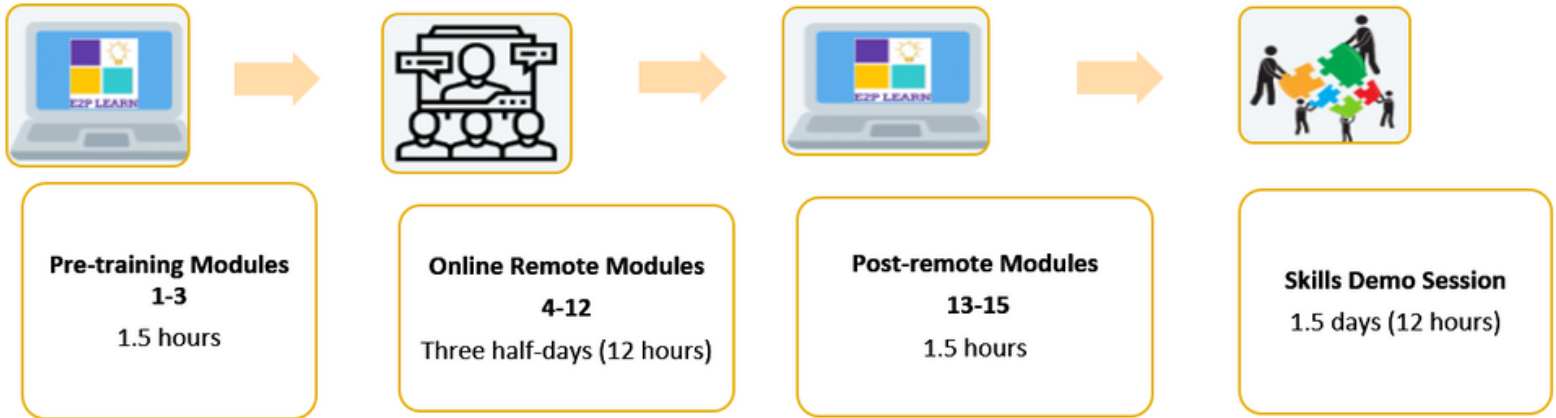 E2P LEARN
E2P LEARN
Pre-training Modules
1-3
1.5 hours
Online Remote Modules
4-12
Three half-days (12 hours)
Post-remote Modules
13-15
1.5 hours
Skills Demo Session
1.5 days (12 hours)